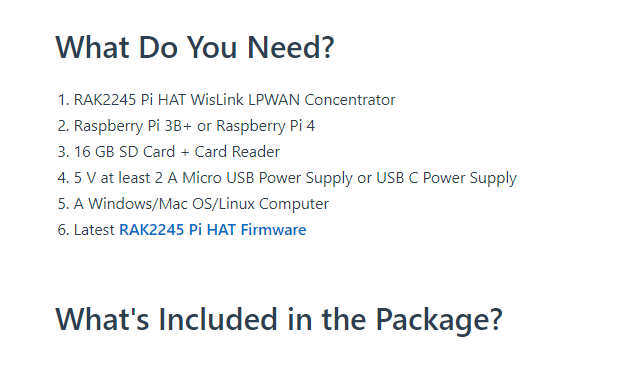 What Do You Need?
1. RAK2245 Pi HAT WisLink LPWAN Concentrator
2. Raspberry Pi 3B+ or Raspberry Pi 4
3. 16 GB SD Card + Card Reader
4. 5 V at least 2 A Micro USB Power Supply or USB C Power Supply
5. A Windows/Mac OS/Linux Computer
6. Latest RAK2245 Pi HAT Firmware
What's Included in the Package?